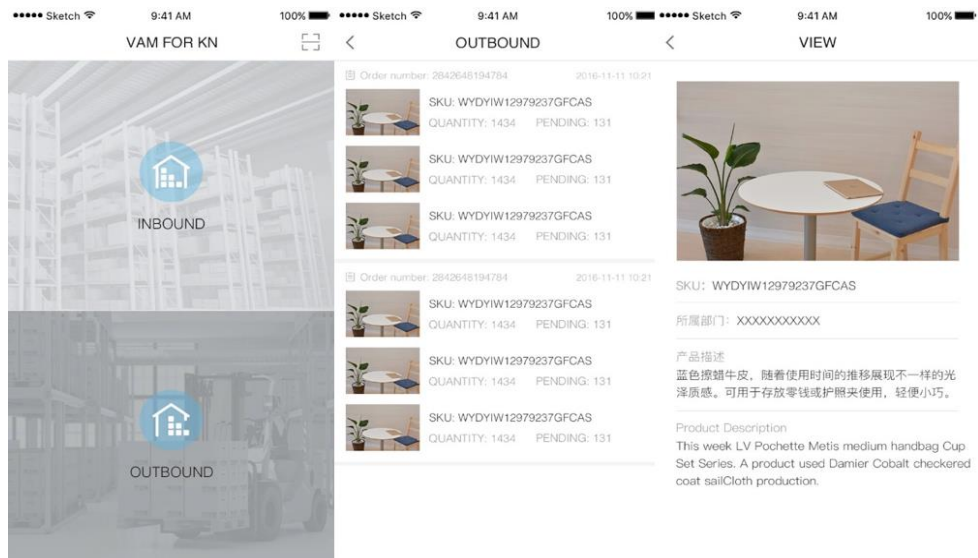 Sketch 9:41 AM 100%
VAM FOR KN
INBOUND
OUTBOUND
Sketch 9:41 AM 100%
OUTBOUND
Order number: 2842648194784 2016-11-11 10:21
SKU: WYDYIW12979237GFCAS
QUANTITY: 1434 PENDING: 131
SKU: WYDYIW12979237GFCAS
QUANTITY: 1434 PENDING: 131
SKU: WYDYIW12979237GFCAS
QUANTITY: 1434 PENDING: 131
Order number: 2842648194784 2016-11-11 10:21
SKU: WYDYIW12979237GFCAS
QUANTITY: 1434 PENDING: 131
SKU: WYDYIW12979237GFCAS
QUANTITY: 1434 PENDING: 131
SKU: WYDYIW12979237GFCAS
QUANTITY: 1434 PENDING: 131
Sketch 9:41 AM 100%
VIEW
SKU: WYDYIW12979237GFCAS
所属部门: XXXXXXXXXXX
产品描述
蓝色擦蜡牛皮，随着使用时间的推移展现不一样的光
泽质感。可用于存放零钱或护照夹使用，轻便小巧。
Product Description
This week LV Pochette Metis medium handbag Cup
Set Series. A product used Damier Cobalt checkered
coat sailCloth production.